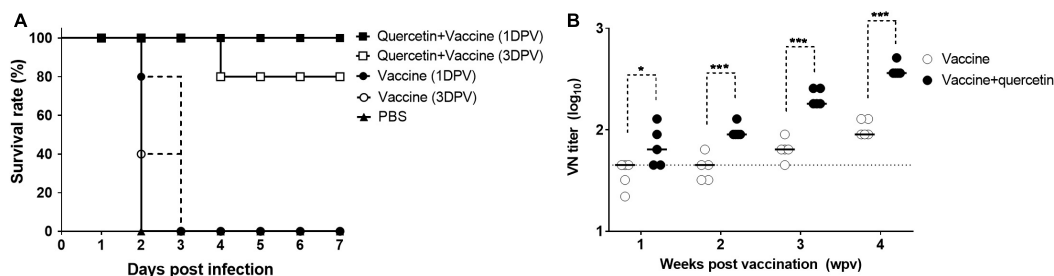 A
Survival rate (%)
100
80
60
40
20
0
0 1 2 3 4 5 6 7
Days post infection
Quercetin+Vaccine (1DPV)
Quercetin+Vaccine (3DPV)
Vaccine (1DPV)
Vaccine (3DPV)
PBS
B
VN titer (log10)
3
2
1
*
***
***
***
1 2 3 4
Weeks post vaccination (wpv)
Vaccine
Vaccine+quercetin